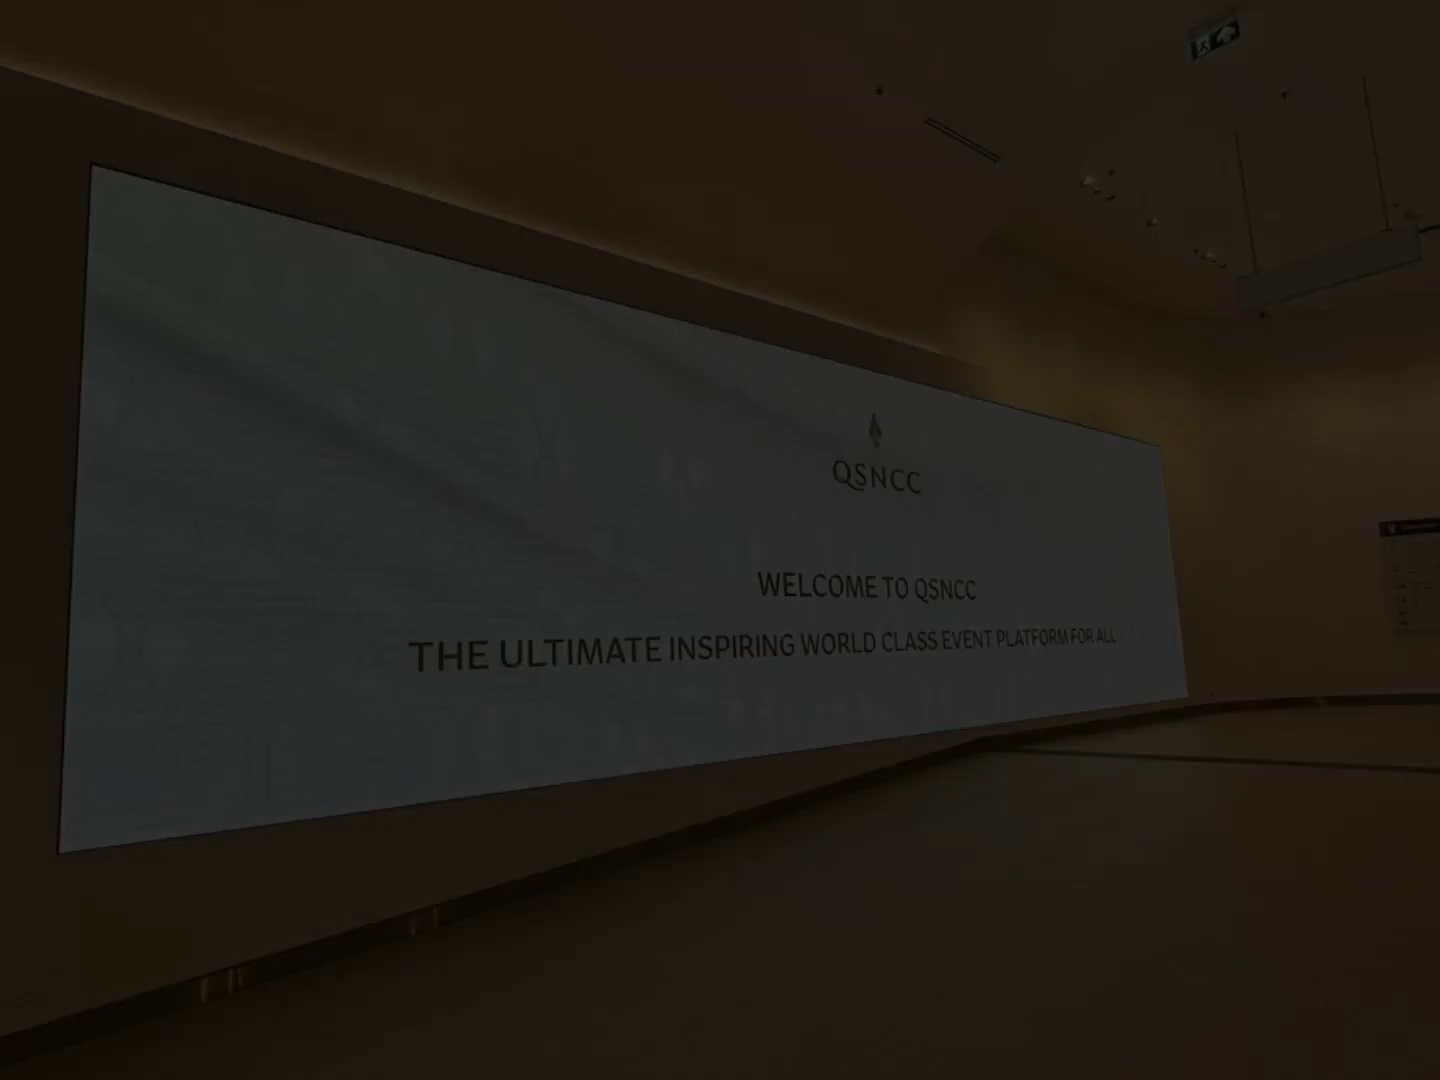 QSNCC
WELCOME TO QSNCC
THE ULTIMATE INSPIRING WORLD CLASS EVENT PLATFORM FOR ALL